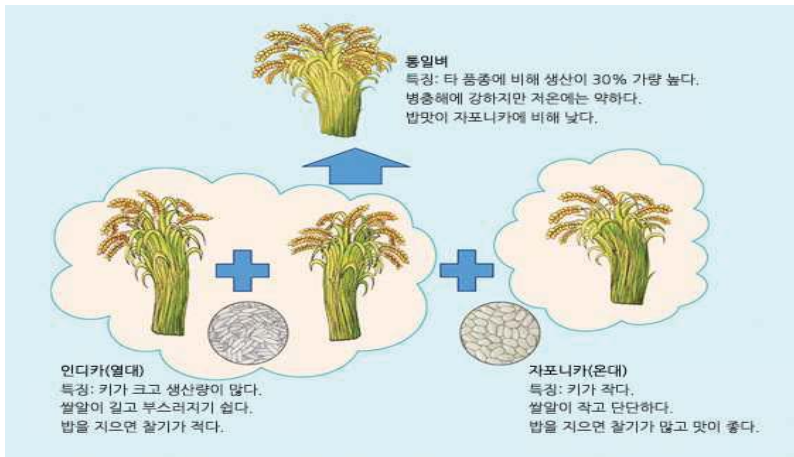 통일벼
특징: 타 품종에 비해 생산이 30% 가량 높다.
병충해에 강하지만 저온에는 약하다.
밥맛이 자포니카에 비해 낮다.
인디카(열대)
특징: 키가 크고 생산량이 많다.
쌀알이 길고 부스러지기 쉽다.
밥을 지으면 찰기가 적다.
자포니카(온대)
특징: 키가 작다.
쌀알이 작고 단단하다.
밥을 지으면 찰기가 많고 맛이 좋다.